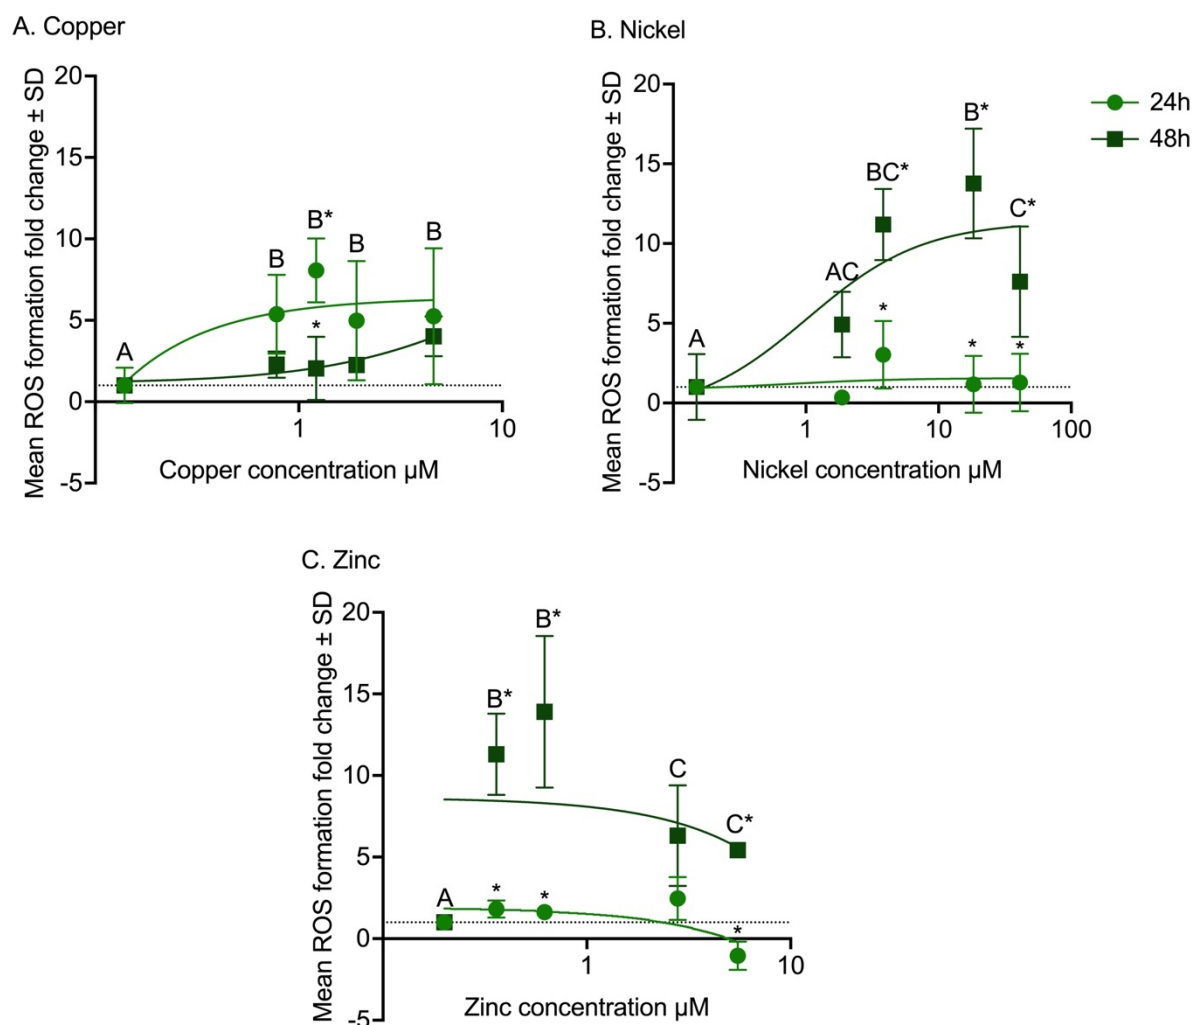 A. Copper
Mean ROS formation fold change ± SD
20
15
10
5
0
-5
A
B
B*
B
B
*
1
10
Copper concentration µM
B. Nickel
Mean ROS formation fold change ± SD
20
15
10
5
0
-5
A
AC
BC*
B*
C*
*
*
*
1
10
100
Nickel concentration µM
24h
48h
C. Zinc
Mean ROS formation fold change ± SD
20
15
10
5
0
-5
A
B*
B*
C
C*
*
*
*
1
10
Zinc concentration µM